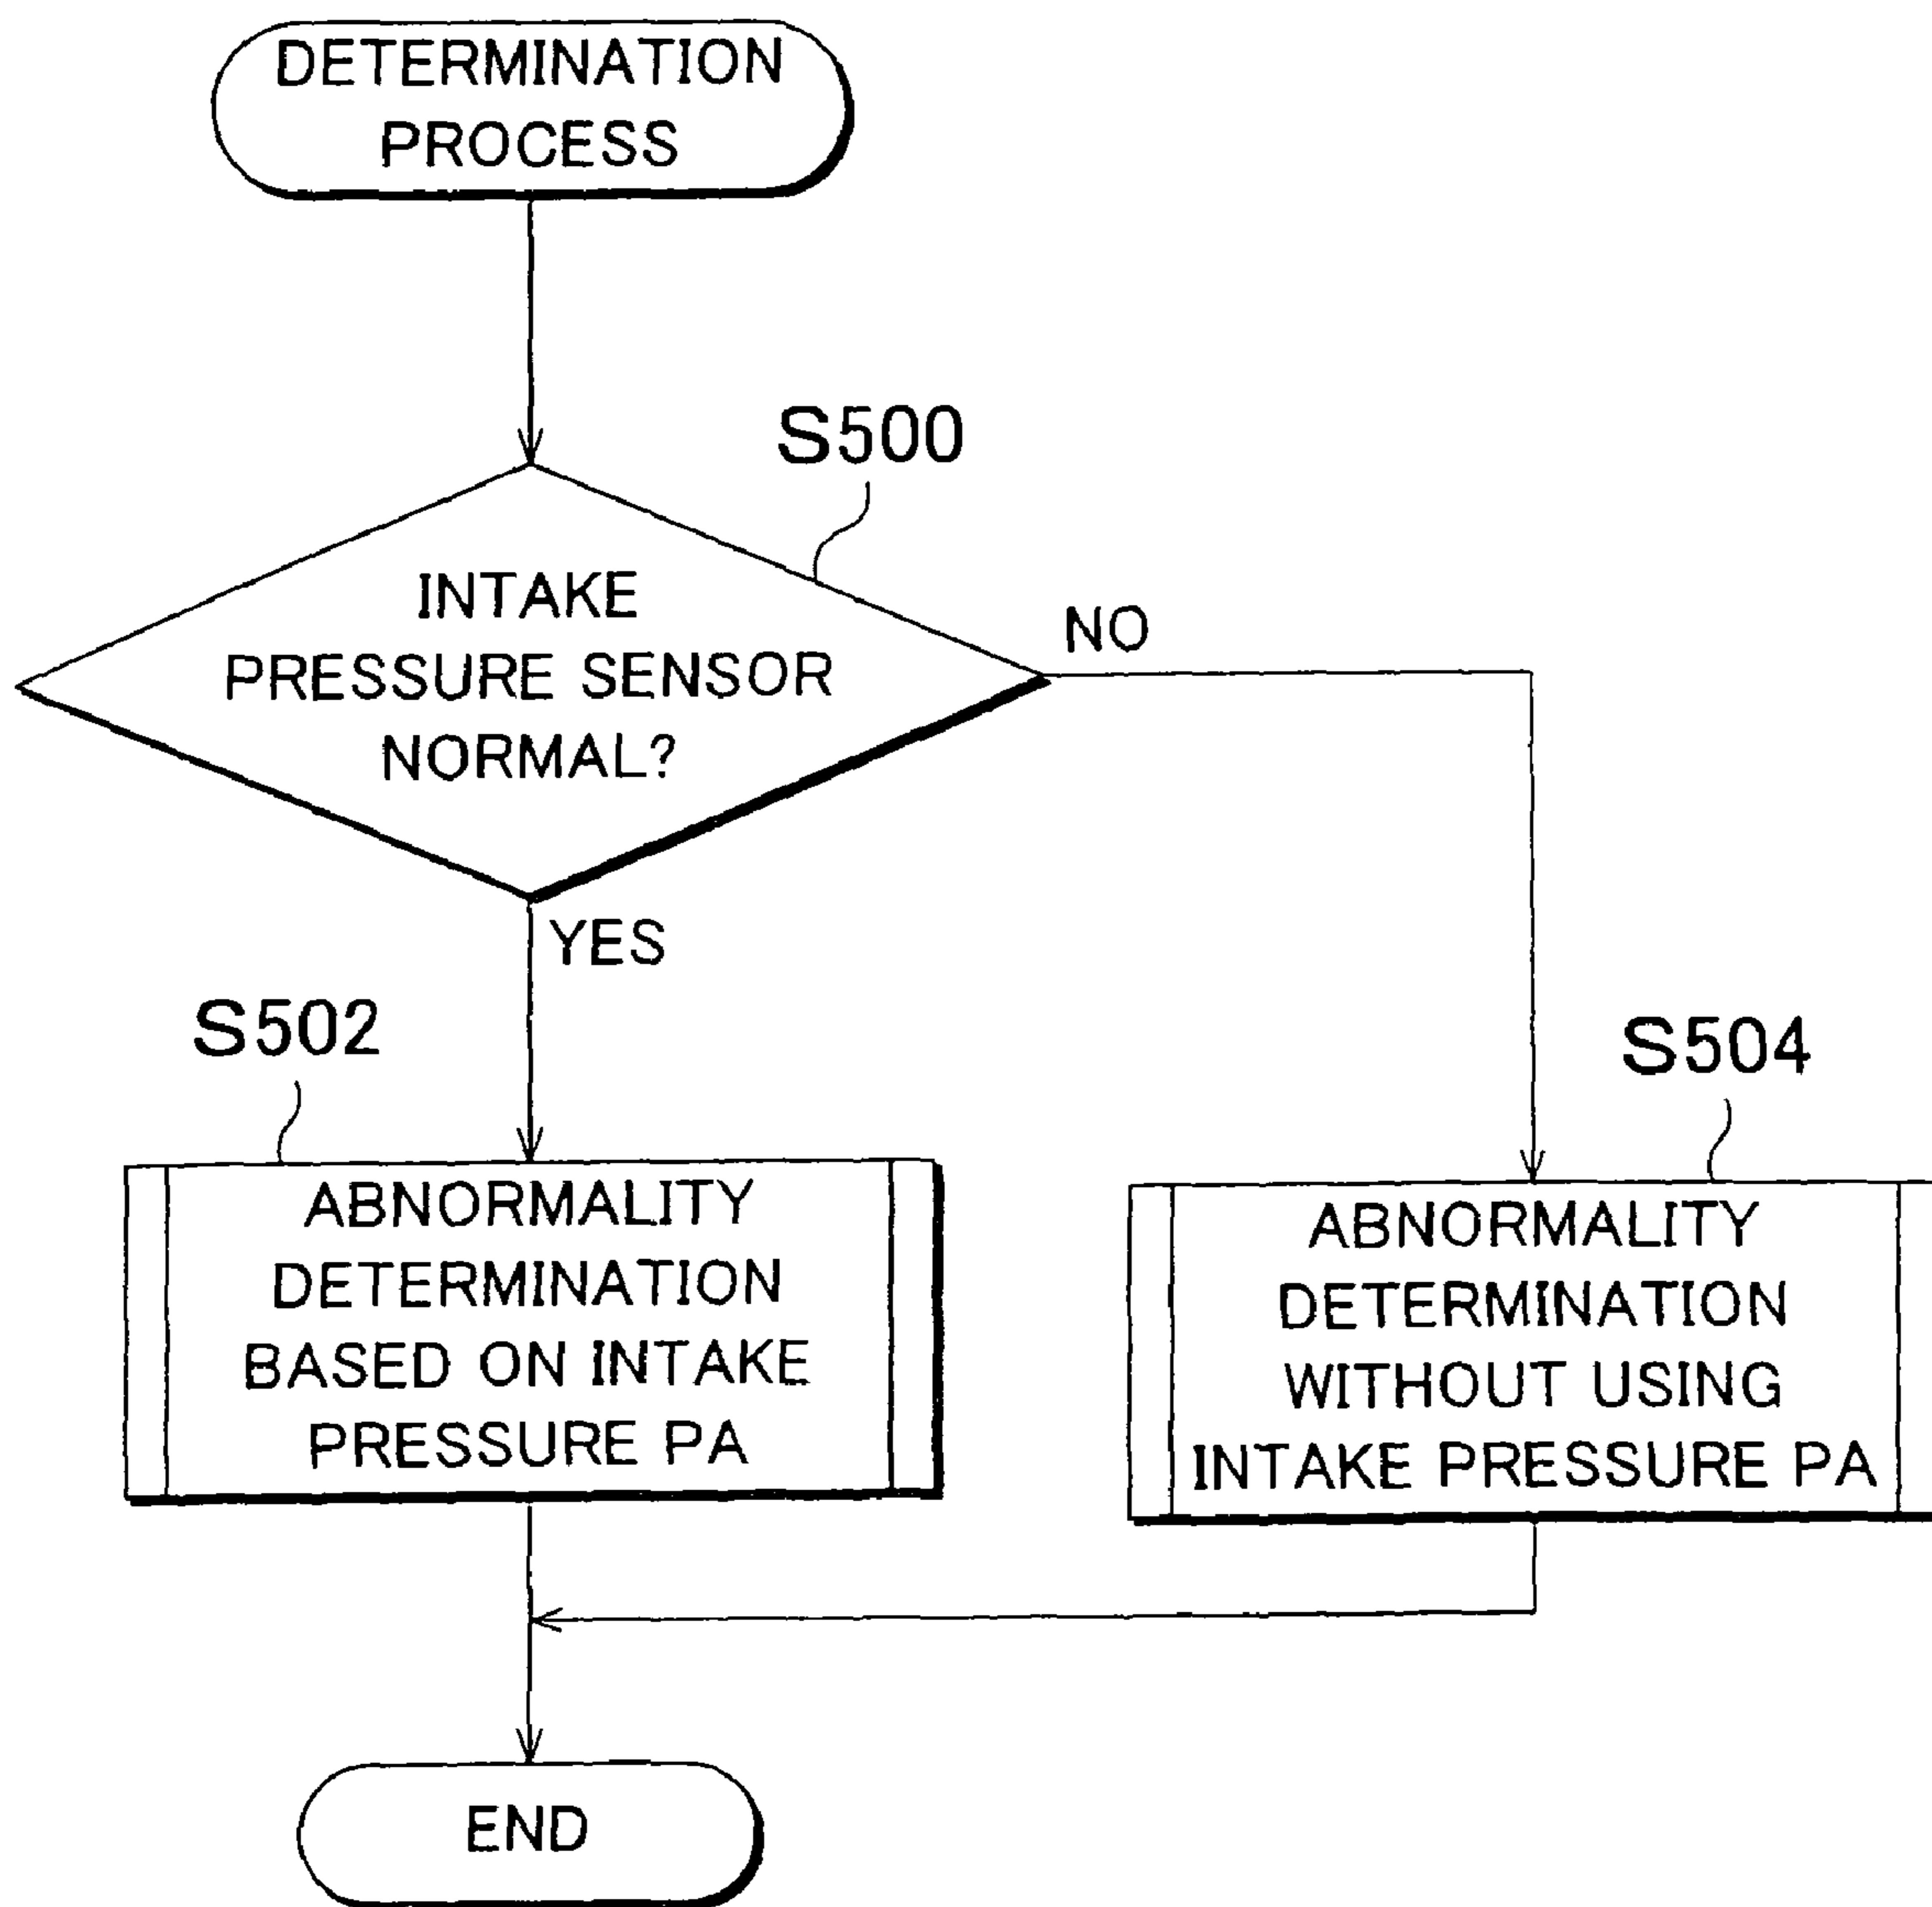 DETERMINATION
PROCESS
S500
INTAKE
PRESSURE SENSOR
NORMAL?
NO
YES
S502
ABNORMALITY
DETERMINATION
BASED ON INTAKE
PRESSURE PA
S504
ABNORMALITY
DETERMINATION
WITHOUT USING
INTAKE PRESSURE PA
END